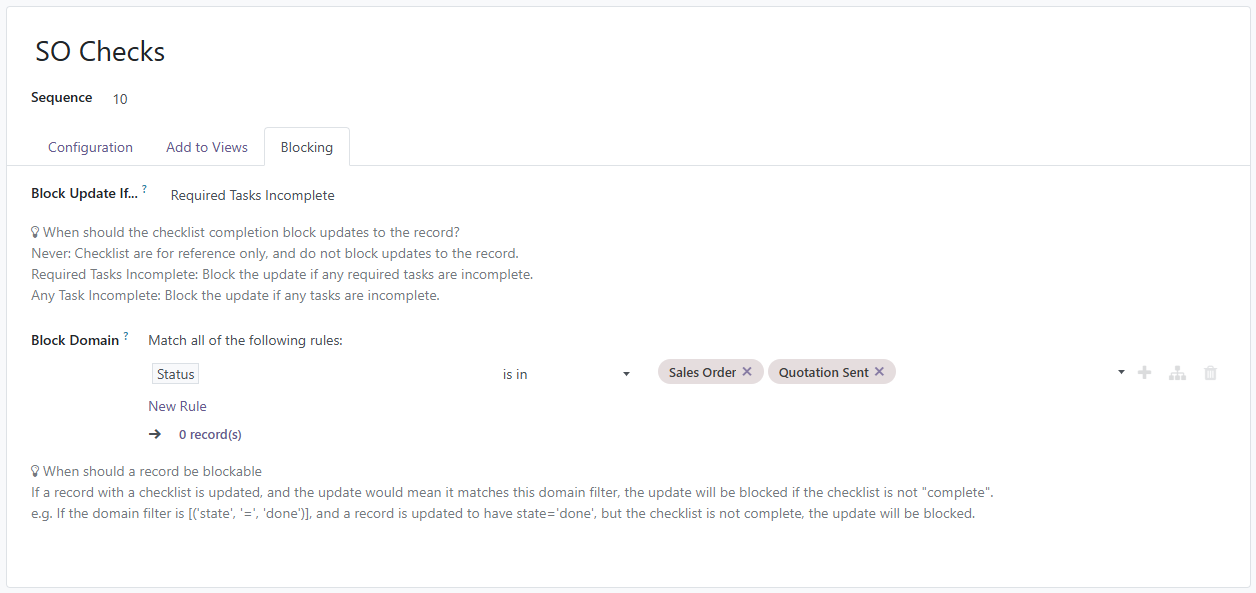 SO Checks
Sequence 10
Configuration Add to Views Blocking
Block Update If... ? Required Tasks Incomplete
When should the checklist completion block updates to the record?
Never: Checklist are for reference only, and do not block updates to the record.
Required Tasks Incomplete: Block the update if any required tasks are incomplete.
Any Task Incomplete: Block the update if any tasks are incomplete.
Block Domain ? Match all of the following rules:
Status is in Sales Order Quotation Sent
New Rule
0 record(s)
When should a record be blockable
If a record with a checklist is updated, and the update would mean it matches this domain filter, the update will be blocked if the checklist is not "complete".
e.g. If the domain filter is [('state', '=', 'done')], and a record is updated to have state='done', but the checklist is not complete, the update will be blocked.